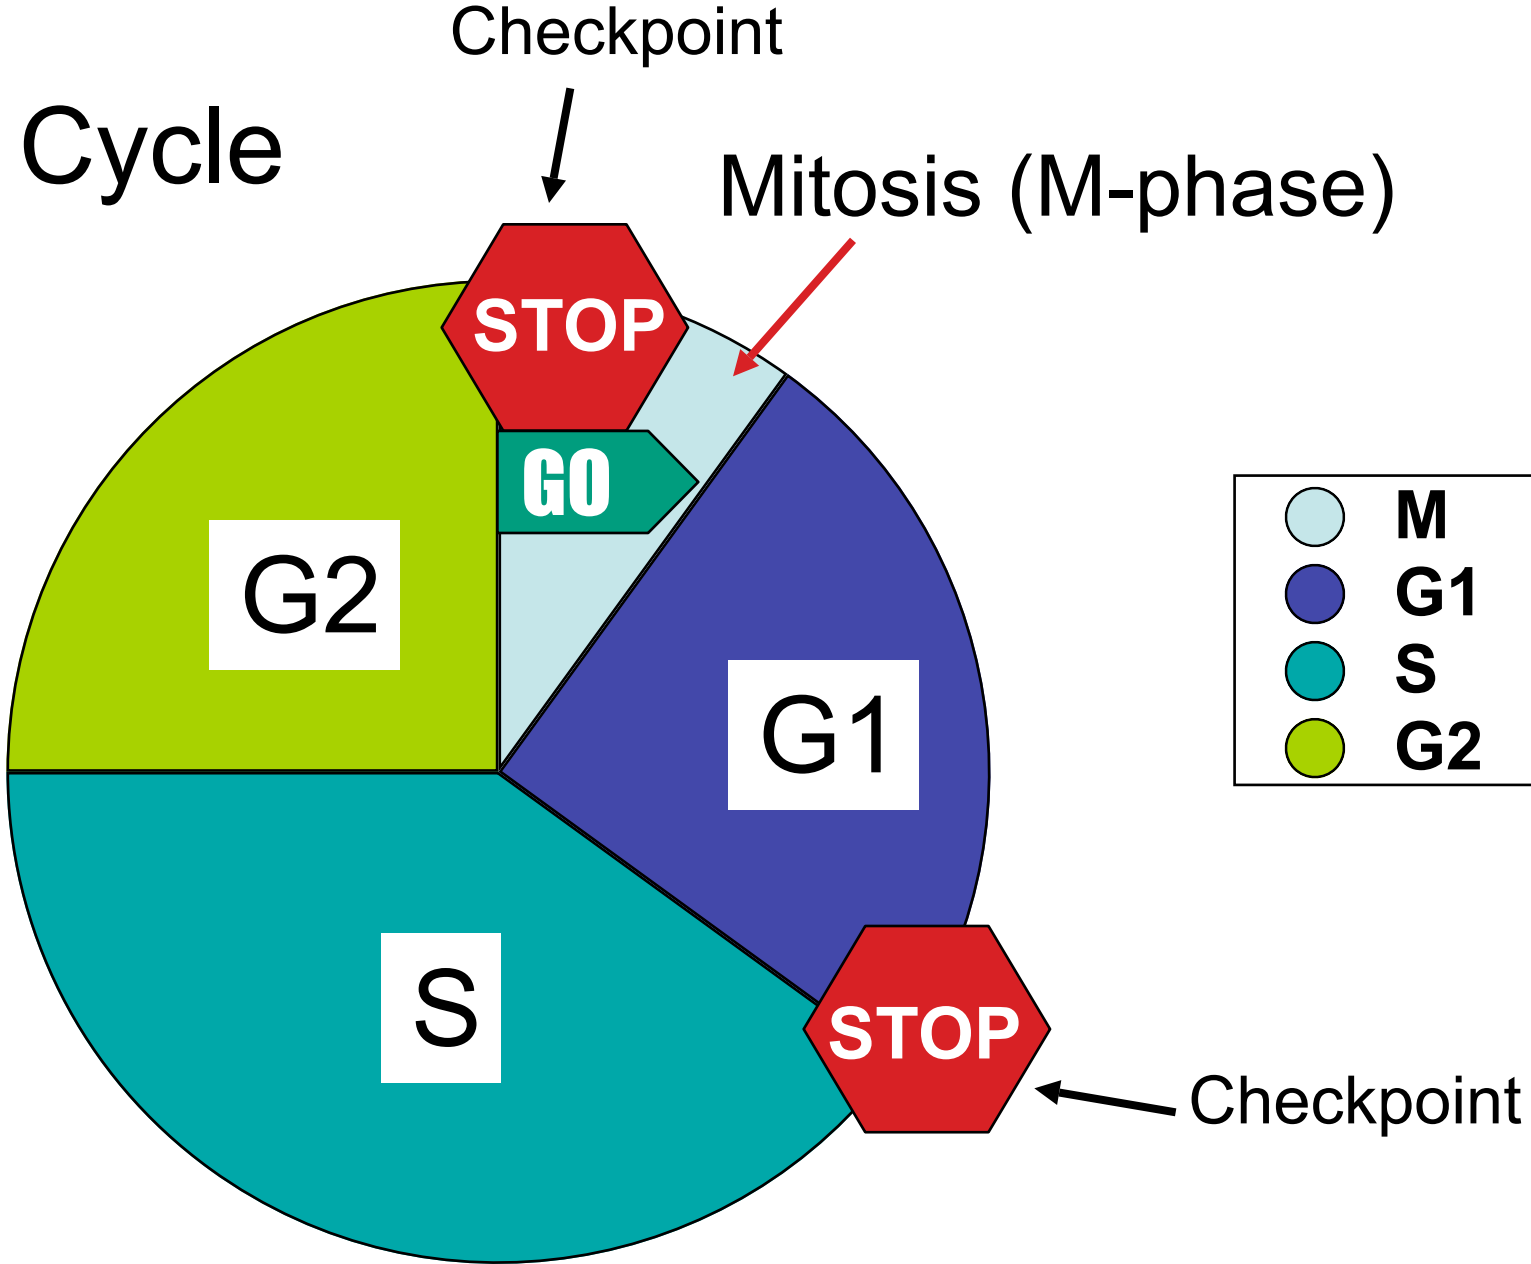 Checkpoint
Cycle
Mitosis (M-phase)
STOP
GO
G2
G1
S
STOP
Checkpoint
M
G1
S
G2